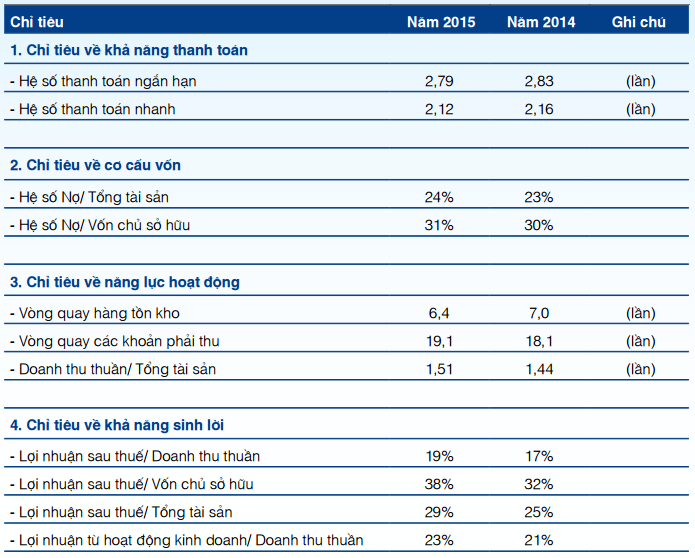 Chỉ tiêu Năm 2015 Năm 2014 Ghi chú
1. Chỉ tiêu về khả năng thanh toán
- Hệ số thanh toán ngắn hạn 2,79 2,83 (lần)
- Hệ số thanh toán nhanh 2,12 2,16 (lần)
2. Chỉ tiêu về cơ cấu vốn
- Hệ số Nợ/ Tổng tài sản 24% 23%
- Hệ số Nợ/ Vốn chủ sở hữu 31% 30%
3. Chỉ tiêu về năng lực hoạt động
- Vòng quay hàng tồn kho 6,4 7,0 (lần)
- Vòng quay các khoản phải thu 19,1 18,1 (lần)
- Doanh thu thuần/ Tổng tài sản 1,51 1,44 (lần)
4. Chỉ tiêu về khả năng sinh lời
- Lợi nhuận sau thuế/ Doanh thu thuần 19% 17%
- Lợi nhuận sau thuế/ Vốn chủ sở hữu 38% 32%
- Lợi nhuận sau thuế/ Tổng tài sản 29% 25%
- Lợi nhuận từ hoạt động kinh doanh/ Doanh thu thuần 23% 21%